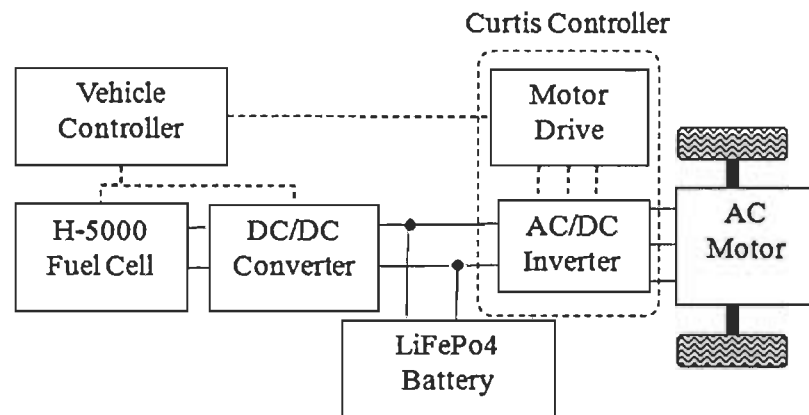 Curtis Controller
Vehicle
Controller
Motor
Drive
H-5000
Fuel Cell
DC/DC
Converter
AC/DC
Inverter
AC
Motor
LiFePo4
Battery